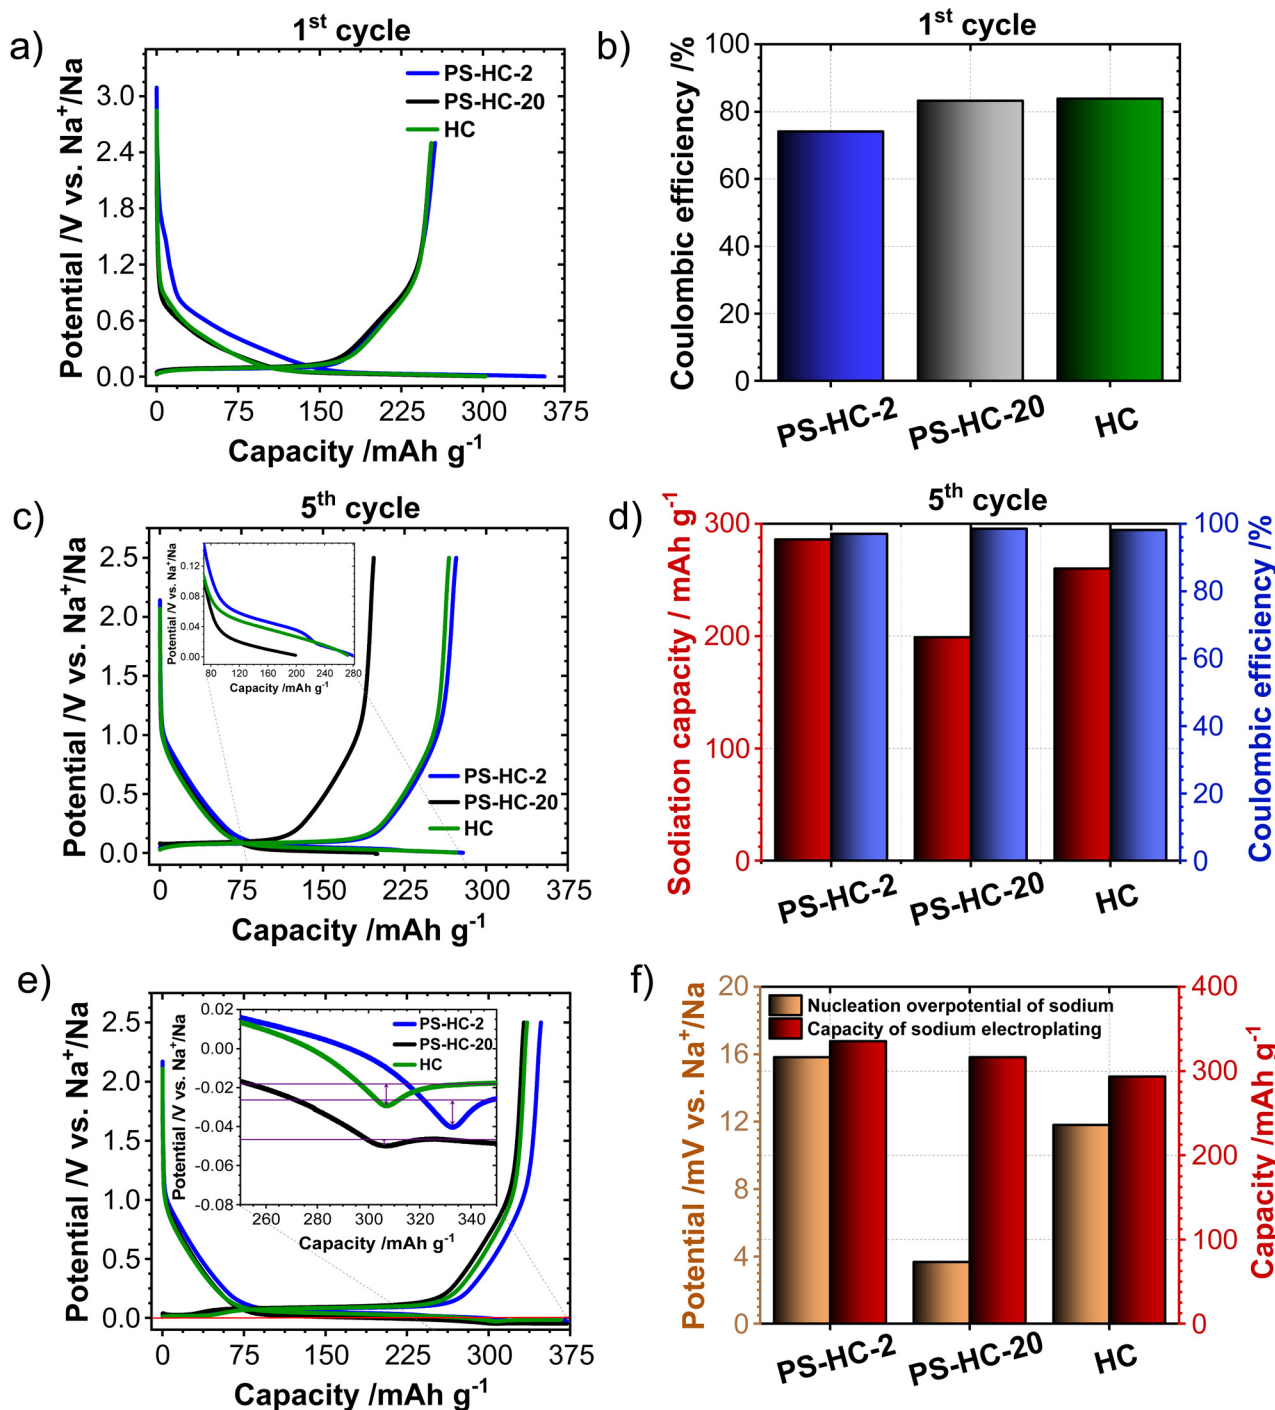 a)
1st cycle
Potential /V vs. Na+/Na
3.0
2.4
1.8
1.2
0.6
0.0
PS-HC-2
PS-HC-20
HC
0 75 150 225 300 375
Capacity /mAh g-1
b)
1st cycle
Coulombic efficiency /%
100
80
60
40
20
0
PS-HC-2 PS-HC-20 HC
c)
5th cycle
Potential /V vs. Na+/Na
2.5
2.0
1.5
1.0
0.5
0.0
Potential /V vs. Na+/Na
0.12
0.08
0.04
0.00
80 120 160 200 240 280
Capacity /mAh g-1
PS-HC-2
PS-HC-20
HC
0 75 150 225 300 375
Capacity /mAh g-1
d)
5th cycle
Sodiation capacity / mAh g-1
300
200
100
0
100
80
60
40
20
0
Coulombic efficiency /%
PS-HC-2 PS-HC-20 HC
e)
Potential /V vs. Na+/Na
2.5
2.0
1.5
1.0
0.5
0.0
Potential /V vs. Na+/Na
0.02
0.00
-0.02
-0.04
-0.06
-0.08
PS-HC-2
PS-HC-20
HC
260 280 300 320 340
Capacity /mAh g-1
0 75 150 225 300 375
Capacity /mAh g-1
f)
Potential /mV vs. Na+/Na
20
16
12
8
4
0
Nucleation overpotential of sodium
Capacity of sodium electroplating
400
300
200
100
0
Capacity /mAh g-1
PS-HC-2 PS-HC-20 HC